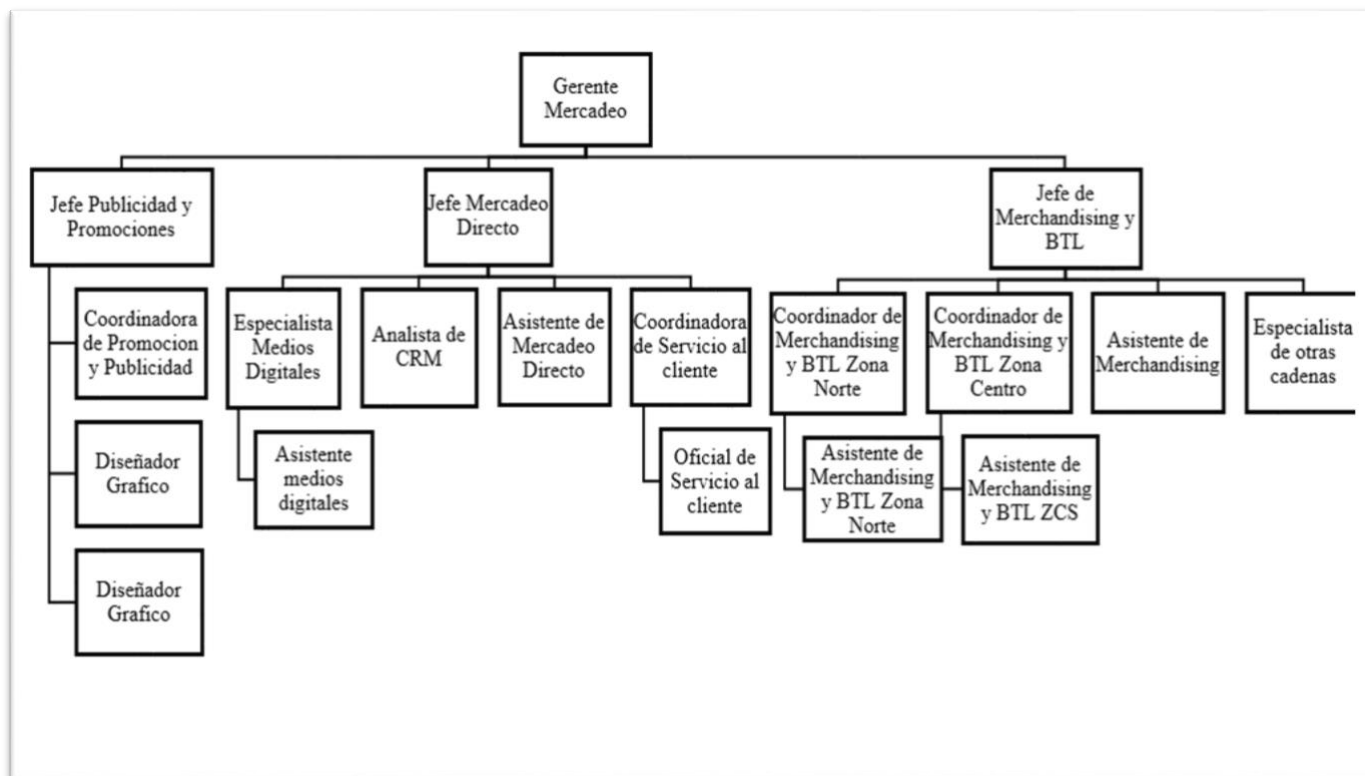 Gerente
Mercadeo
Jefe Publicidad y
Promociones
Jefe Mercadeo
Directo
Jefe de
Merchandising y
BTL
Coordinadora
de Promocion
y Publicidad
Diseñador
Grafico
Diseñador
Grafico
Especialista
Medios
Digitales
Asistente
medios
digitales
Analista de
CRM
Asistente de
Mercadeo
Directo
Coordinadora
de Servicio al
cliente
Oficial de
Servicio al
cliente
Coordinador de
Merchandising
y BTL Zona
Norte
Asistente de
Merchandising
y BTL Zona
Norte
Coordinador de
Merchandising y
BTL Zona
Centro
Asistente de
Merchandising
y BTL ZCS
Asistente de
Merchandising
Especialista
de otras
cadenas